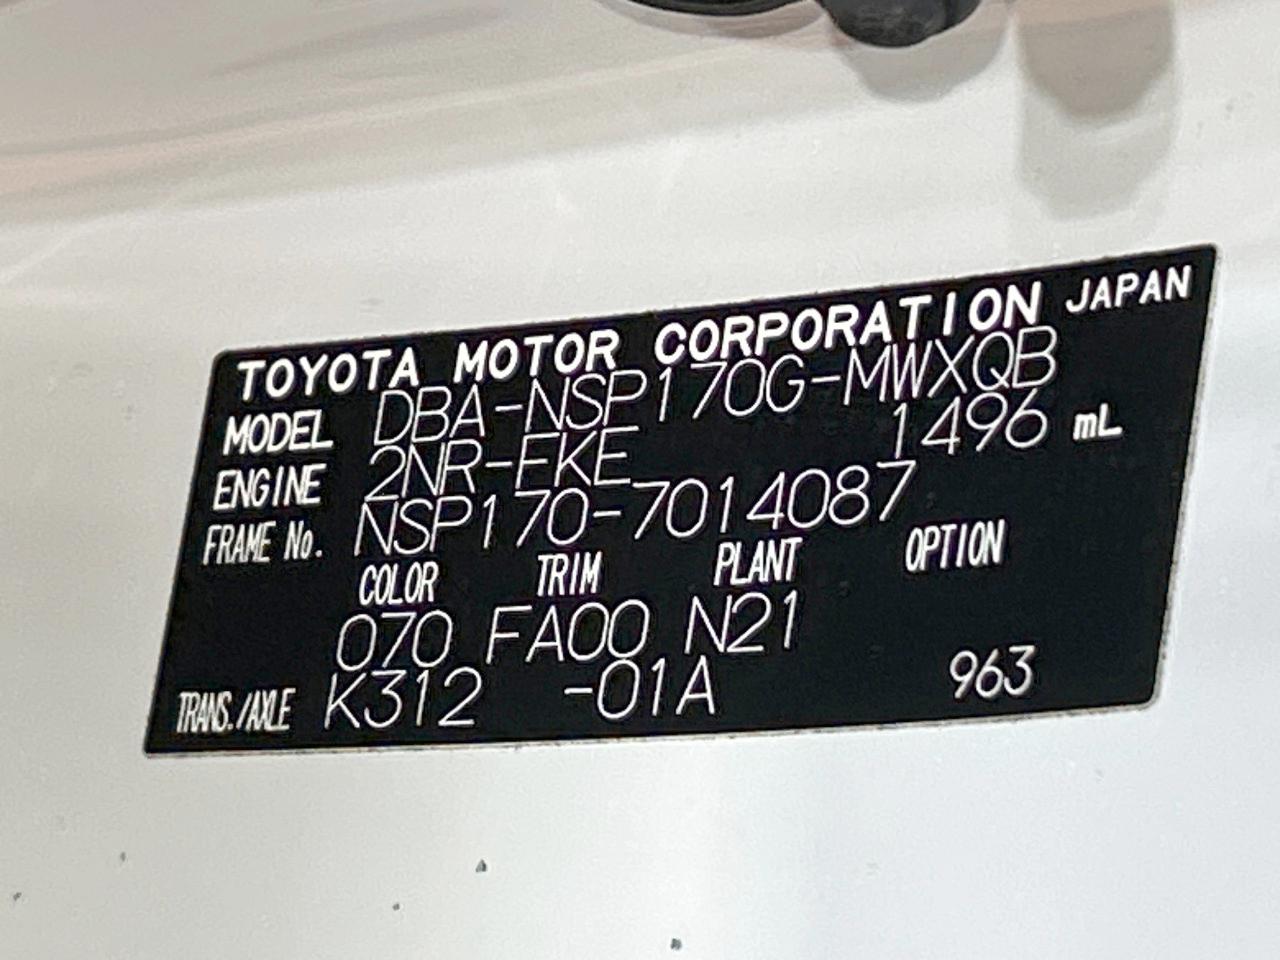 TOYOTA MOTOR CORPORATION JAPAN
MODEL DBA-NSP170G-MWXQB
ENGINE 2NR-FKE 1496 mL
FRAME No. NSP170-7014087
COLOR TRIM PLANT OPTION
070 FA00 N21
TRANS./AXLE K312 -01A 963